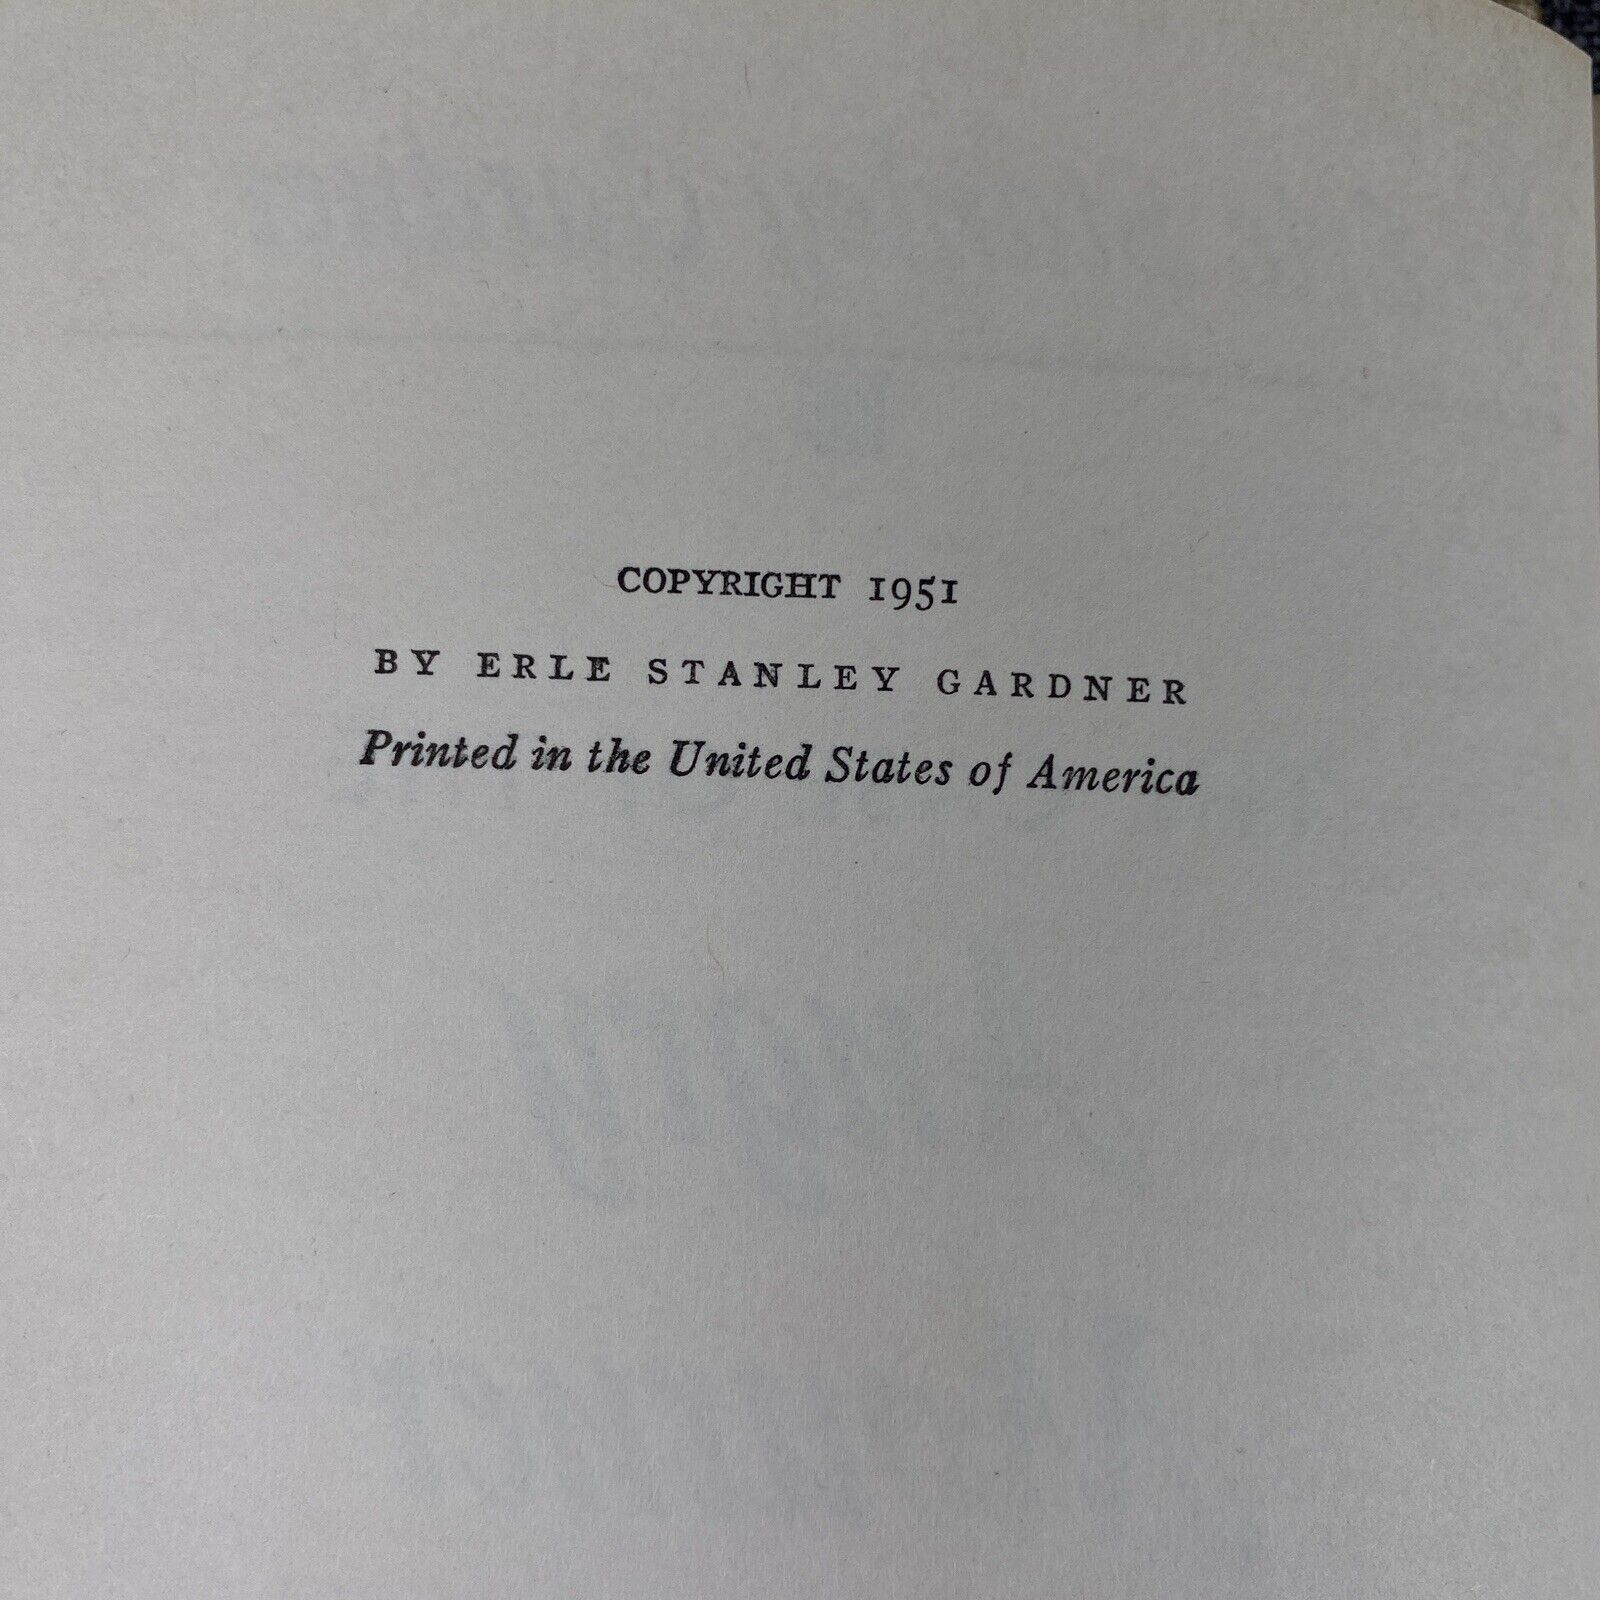 COPYRIGHT 1951
BY ERLE STANLEY GARDNER
Printed in the United States of America